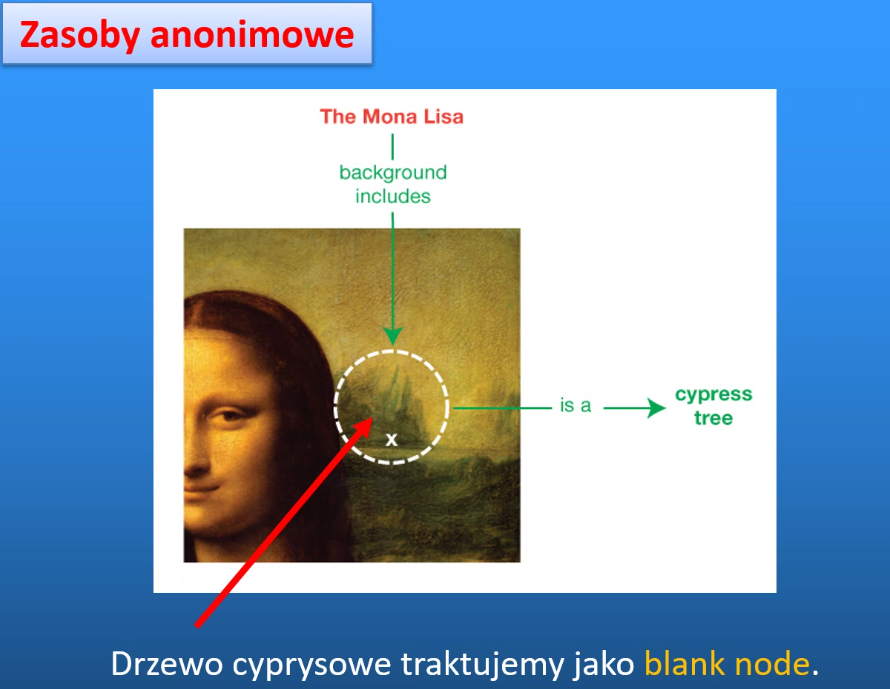 Zasoby anonimowe
The Mona Lisa
background
includes
x
is a
cypress
tree
Drzewo cyprysowe traktujemy jako blank node.